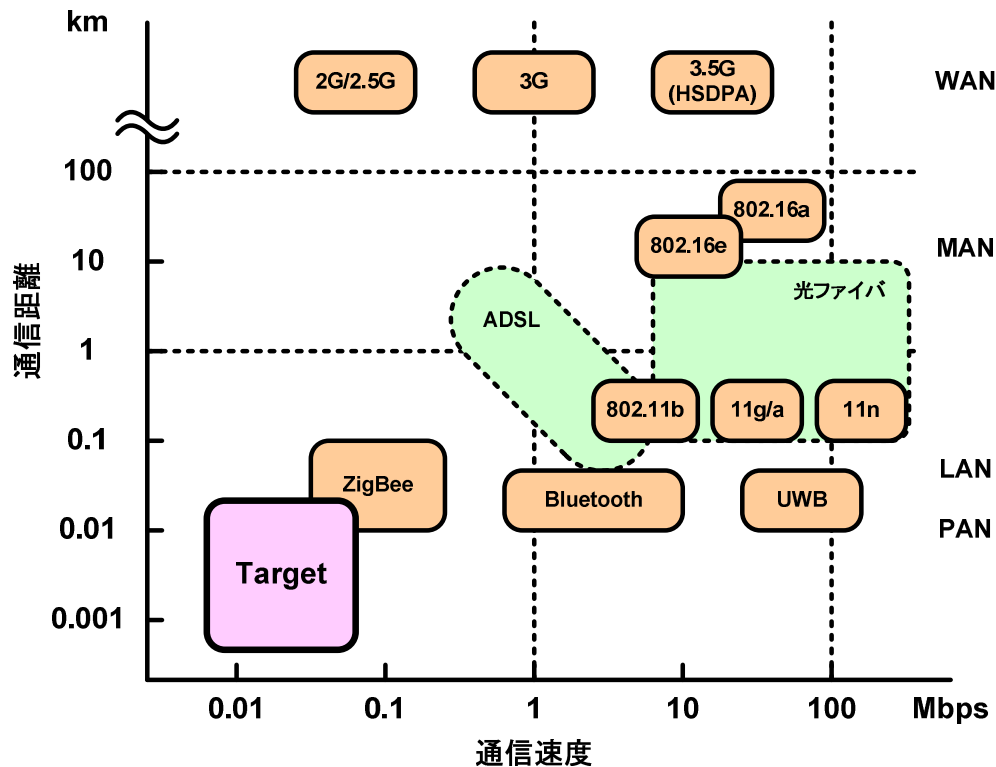 km
2G/2.5G
3G
3.5G
(HSDPA)
WAN
100
802.16a
802.16e
MAN
10
光ファイバ
ADSL
通信距離
1
802.11b
11g/a
11n
0.1
ZigBee
LAN
Bluetooth
UWB
0.01
PAN
Target
0.001
0.01
0.1
1
10
100
Mbps
通信速度